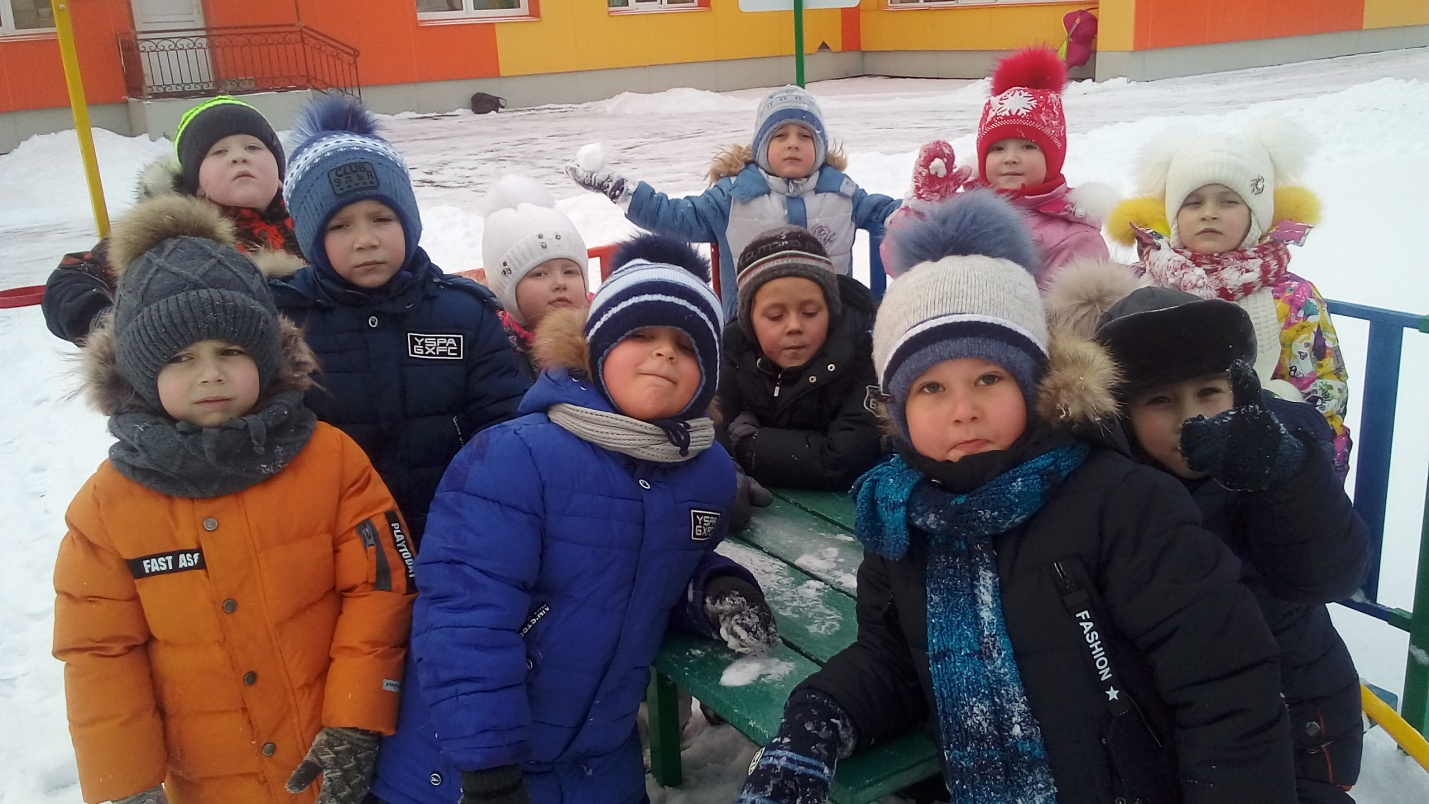 CLUB
YSPA
GXFC
YSPA
GXFC
FAST ASF
PLAYTODAY
FASHION